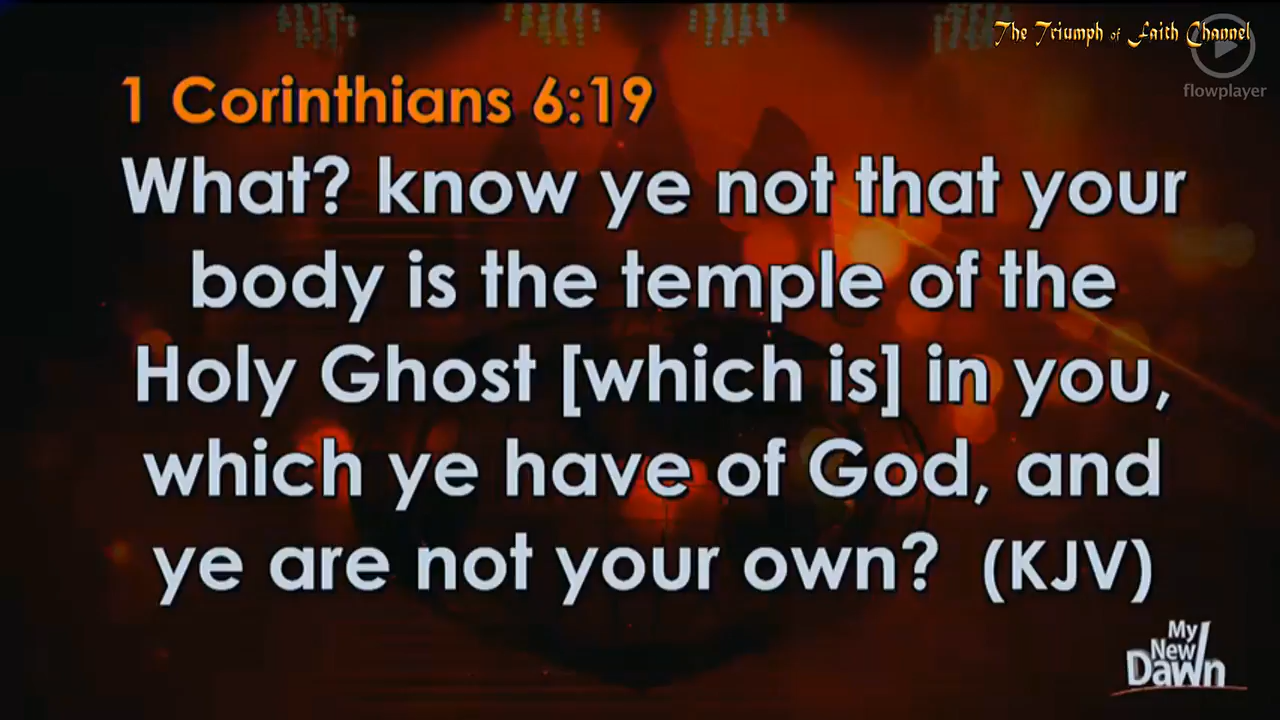 The Triumph of Faith Channel
flowplayer
1 Corinthians 6:19
What? know ye not that your
body is the temple of the
Holy Ghost [which is] in you,
which ye have of God, and
ye are not your own? (KJV)
My
New
Dawn